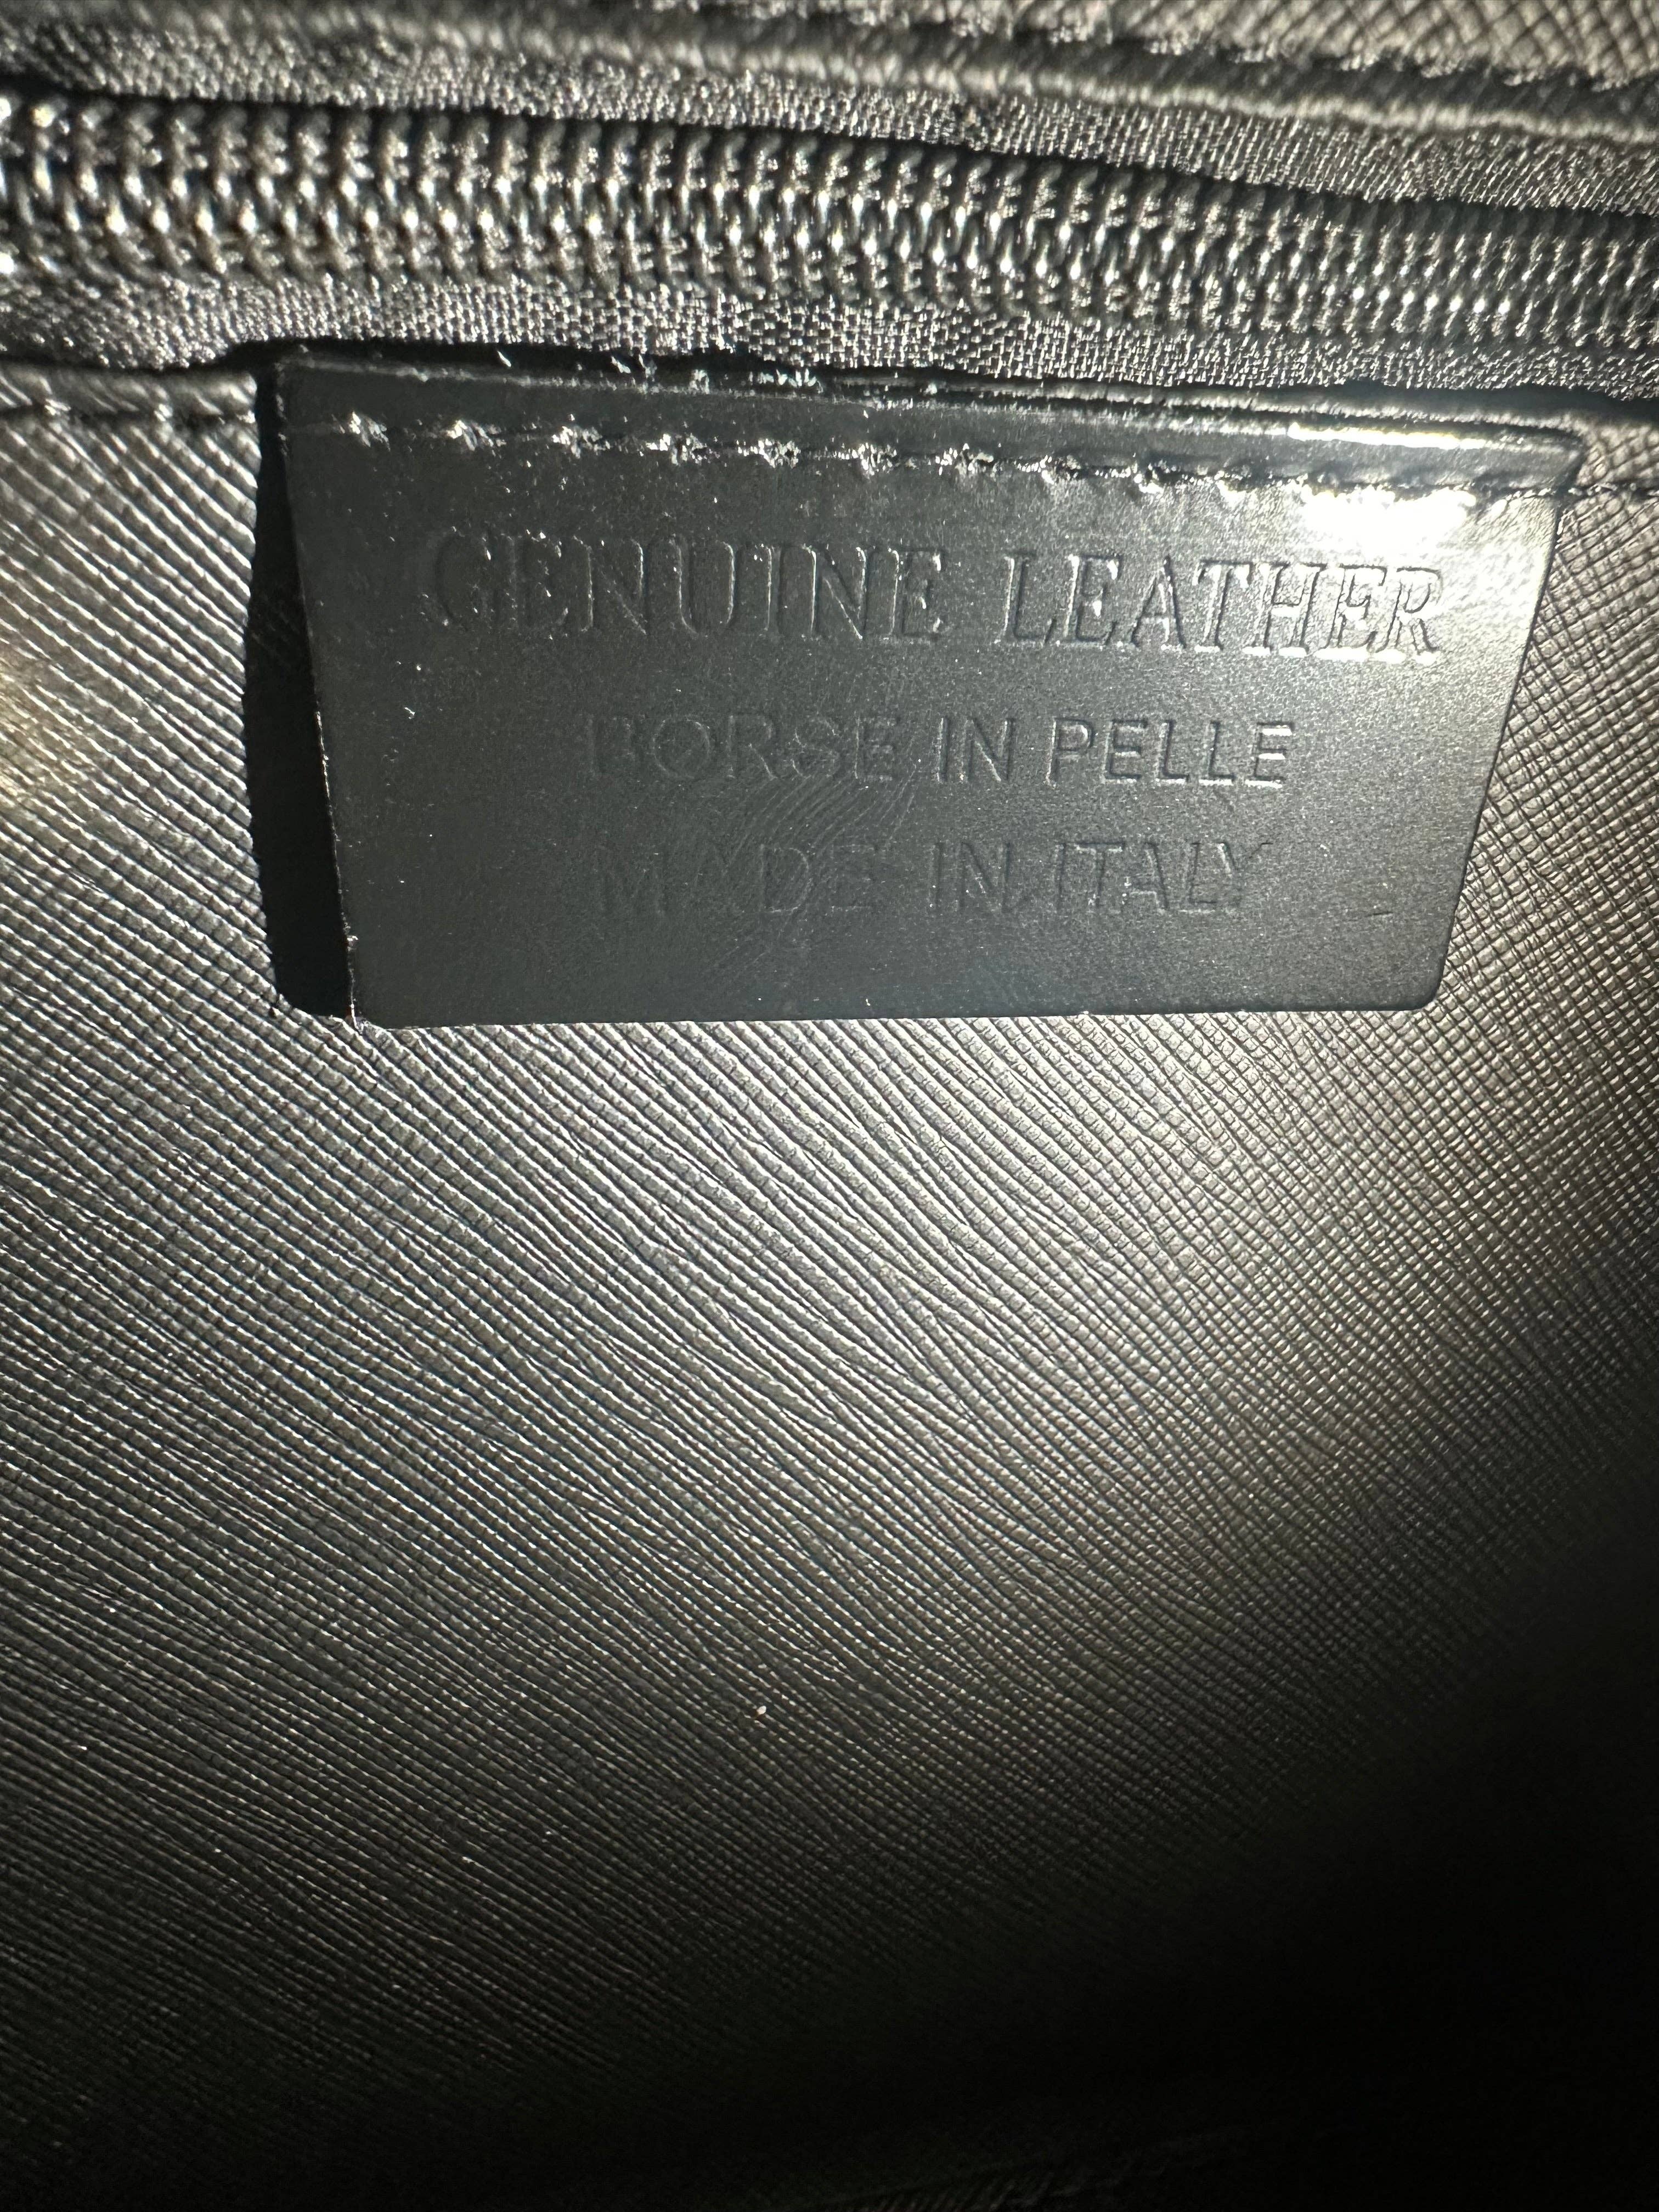 GENUINE LEATHER
BORSE IN PELLE
MADE IN ITALY